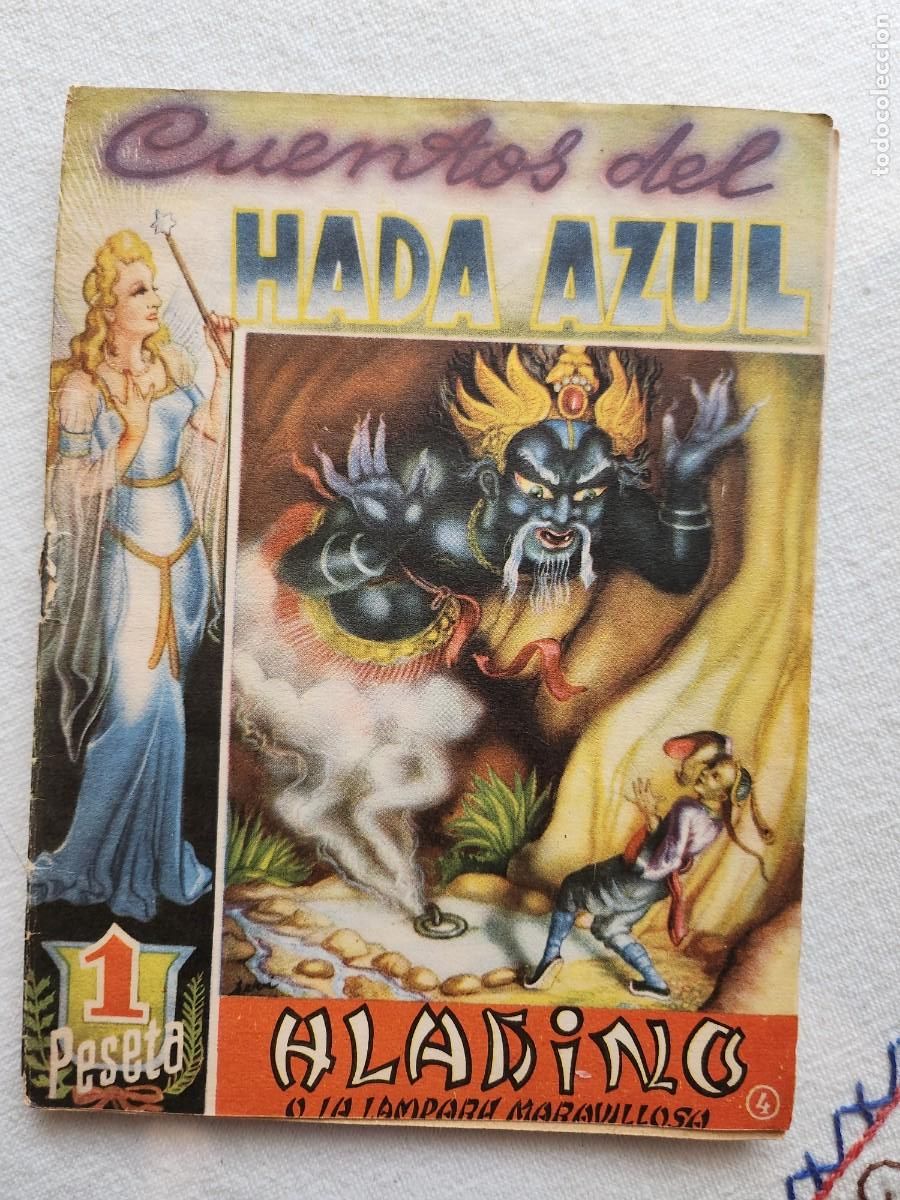 Cuentos del
HADA AZUL
1
Peseta
ALADINO
O LA LAMPARA MARAVILLOSA
4
todocoleccion